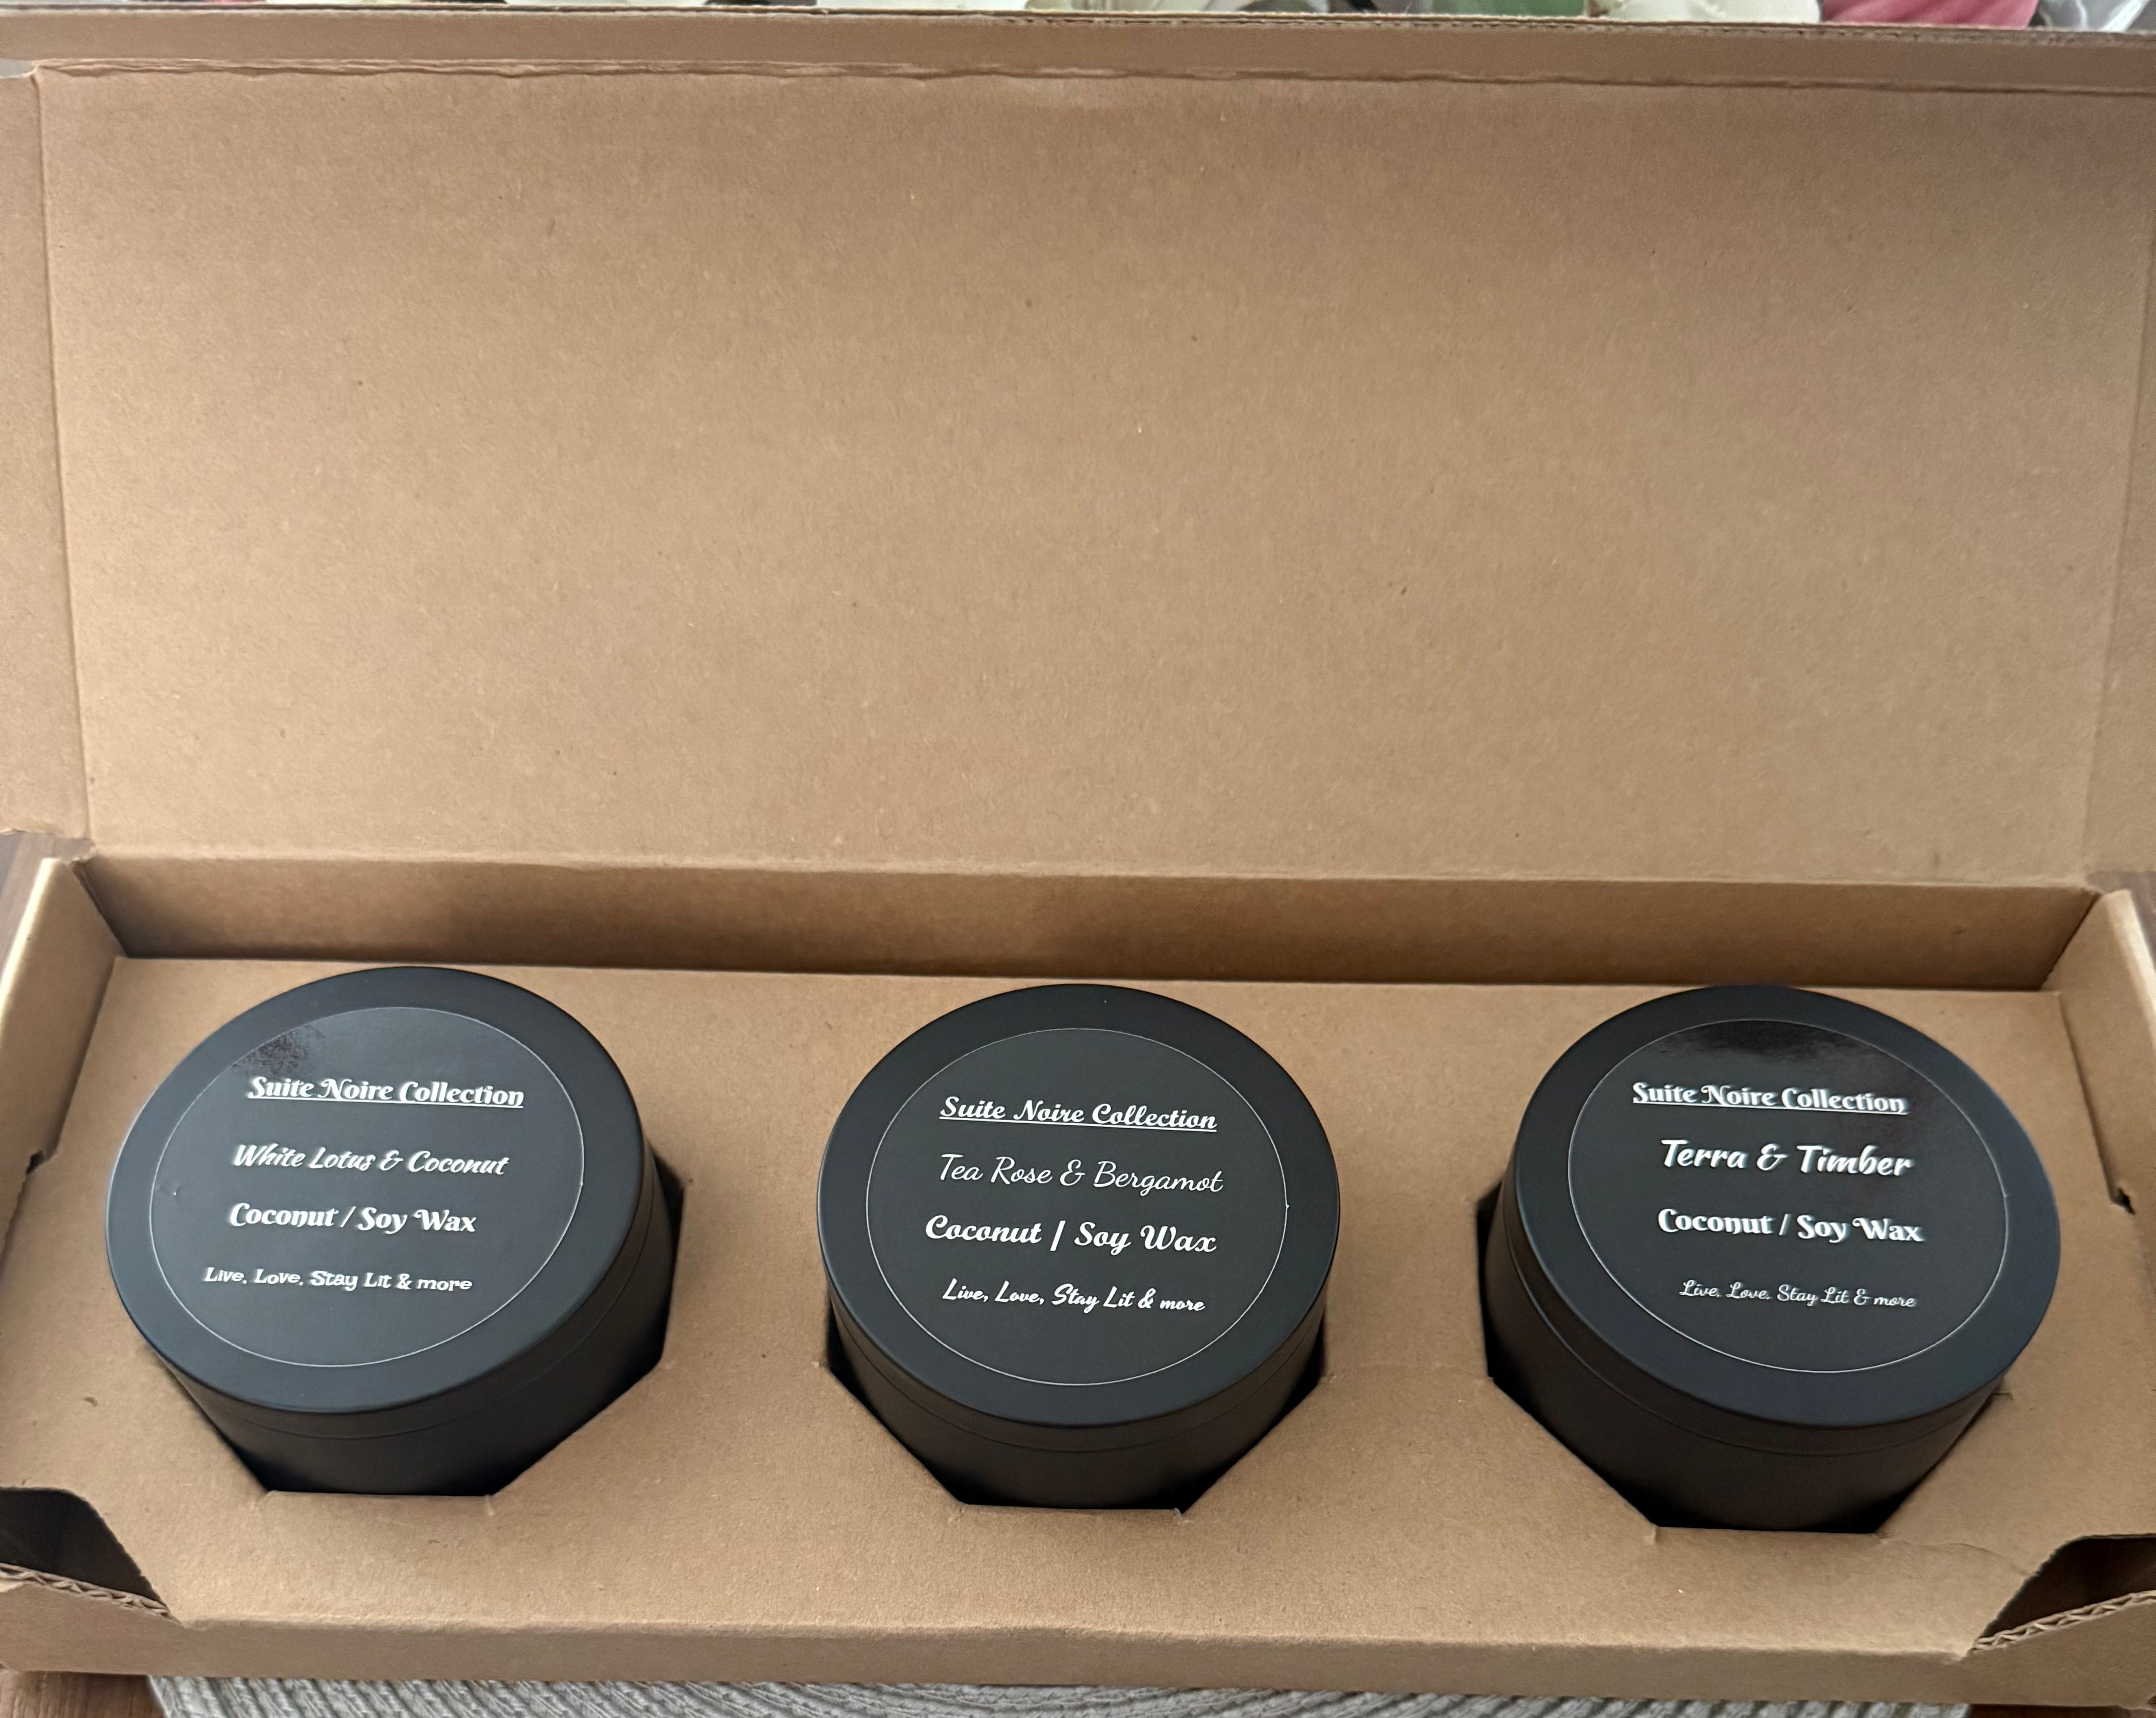 Suite Noire Collection
White Lotus & Coconut
Coconut / Soy Wax
Live, Love, Stay Lit & more
Suite Noire Collection
Tea Rose & Bergamot
Coconut | Soy Wax
Live, Love, Stay Lit & more
Suite Noire Collection
Terra & Timber
Coconut / Soy Wax
Live, Love, Stay Lit & more